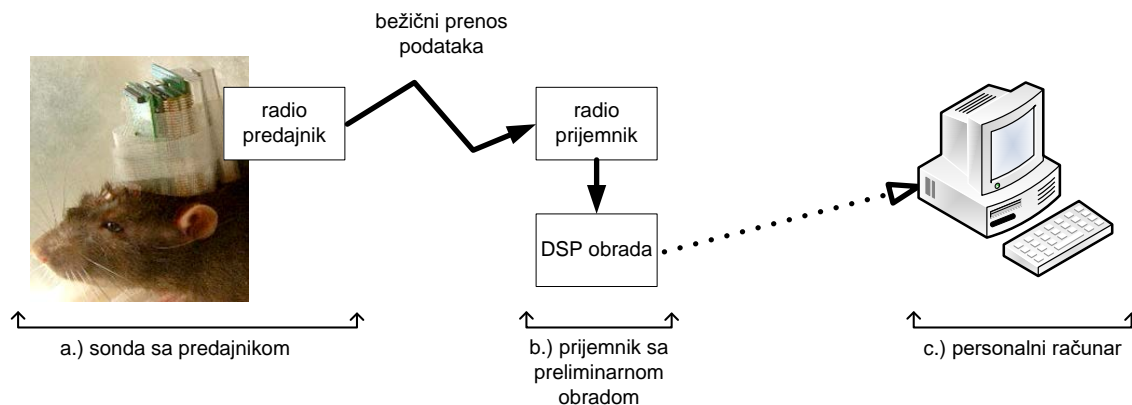 bežični prenos
podataka
radio
predajnik
radio
prijemnik
DSP obrada
a.) sonda sa predajnikom
b.) prijemnik sa
preliminarnom
obradom
c.) personalni računar